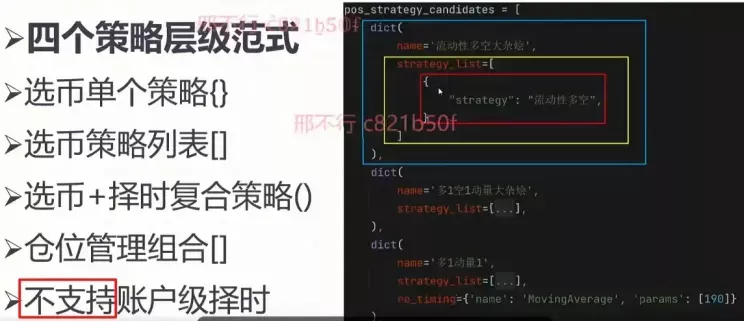 ➢四个策略层级范式
➢选币单个策略{}
➢选币策略列表[]
➢选币+择时复合策略()
➢仓位管理组合[]
➢不支持账户级择时
邢不行 c821b50f
pos_strategy_candidates = [
dict(
name='流动性多空大杂烩',
strategy_list=[
{
"strategy": "流动性多空",
}
]
),
dict(
name='多1空1动量大杂烩',
strategy_list=[...],
),
dict(
name='多1动量1',
strategy_list=[...],
re_timing={'name': 'MovingAverage', 'params': [190]}
)
邢不行 c821b50f